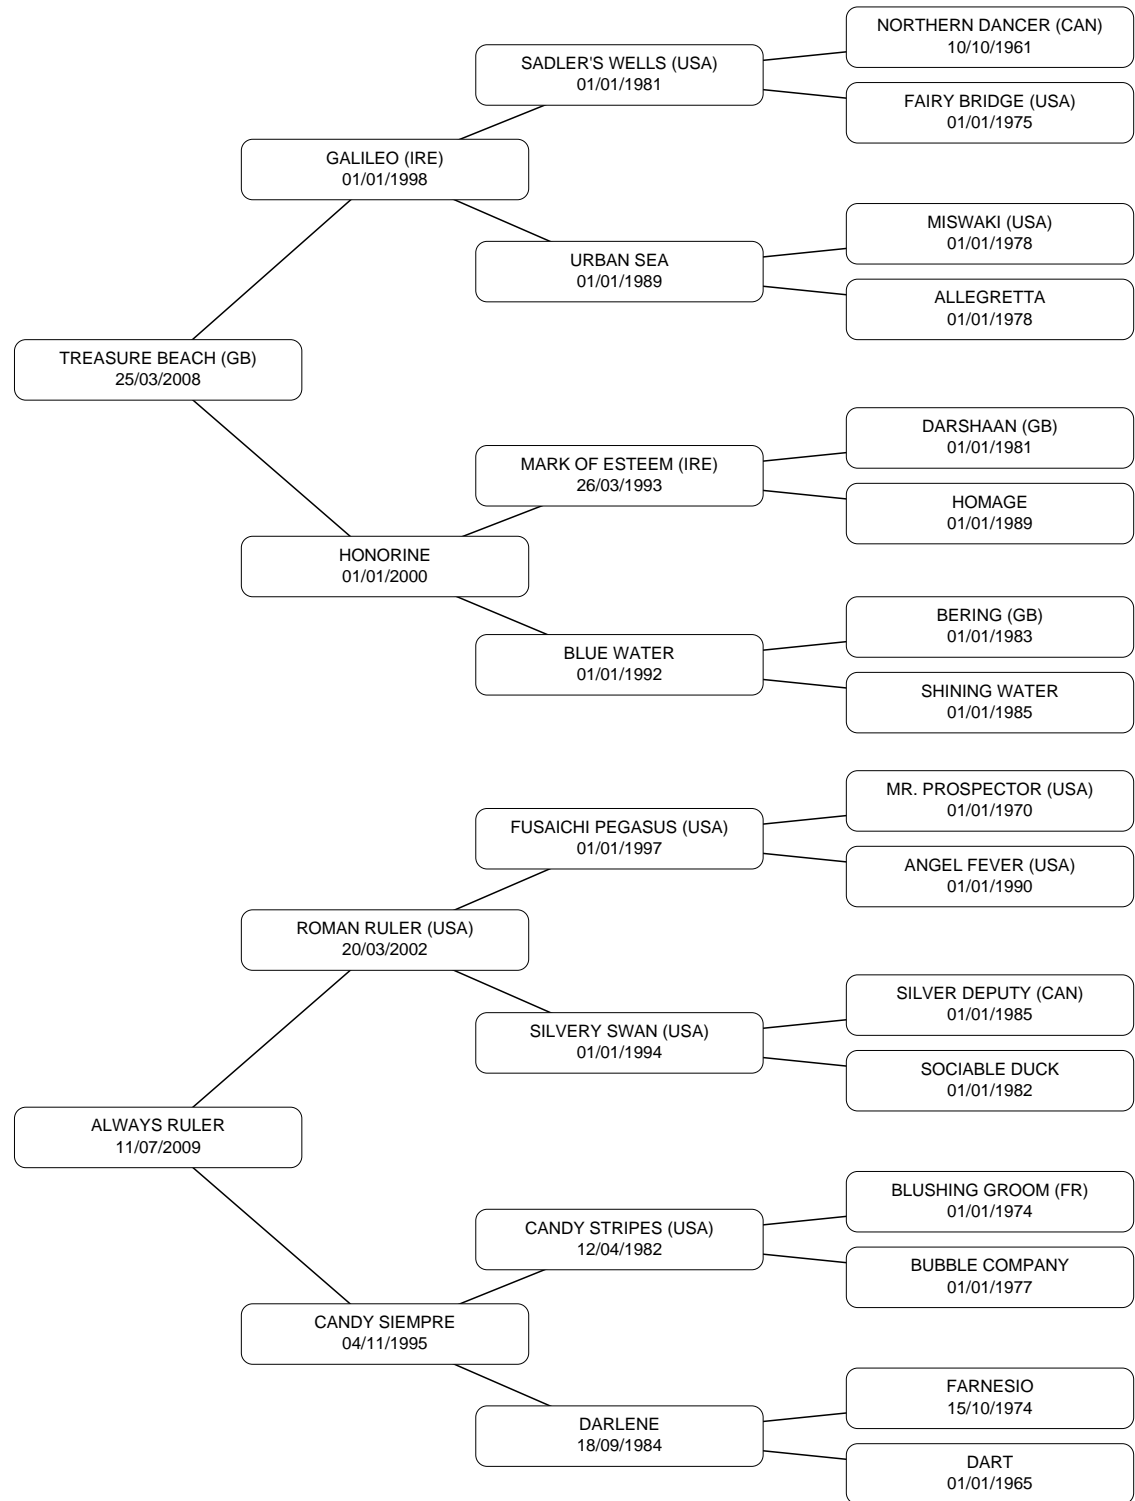 NORTHERN DANCER (CAN)
10/10/1961
SADLER'S WELLS (USA)
01/01/1981
FAIRY BRIDGE (USA)
01/01/1975
GALILEO (IRE)
01/01/1998
MISWAKI (USA)
01/01/1978
URBAN SEA
01/01/1989
ALLEGRETTA
01/01/1978
TREASURE BEACH (GB)
25/03/2008
DARSHAAN (GB)
01/01/1981
MARK OF ESTEEM (IRE)
26/03/1993
HOMAGE
01/01/1989
HONORINE
01/01/2000
BERING (GB)
01/01/1983
BLUE WATER
01/01/1992
SHINING WATER
01/01/1985
MR. PROSPECTOR (USA)
01/01/1970
FUSAICHI PEGASUS (USA)
01/01/1997
ANGEL FEVER (USA)
01/01/1990
ROMAN RULER (USA)
20/03/2002
SILVER DEPUTY (CAN)
01/01/1985
SILVERY SWAN (USA)
01/01/1994
SOCIABLE DUCK
01/01/1982
ALWAYS RULER
11/07/2009
BLUSHING GROOM (FR)
01/01/1974
CANDY STRIPES (USA)
12/04/1982
BUBBLE COMPANY
01/01/1977
CANDY SIEMPRE
04/11/1995
FARNESIO
15/10/1974
DARLENE
18/09/1984
DART
01/01/1965